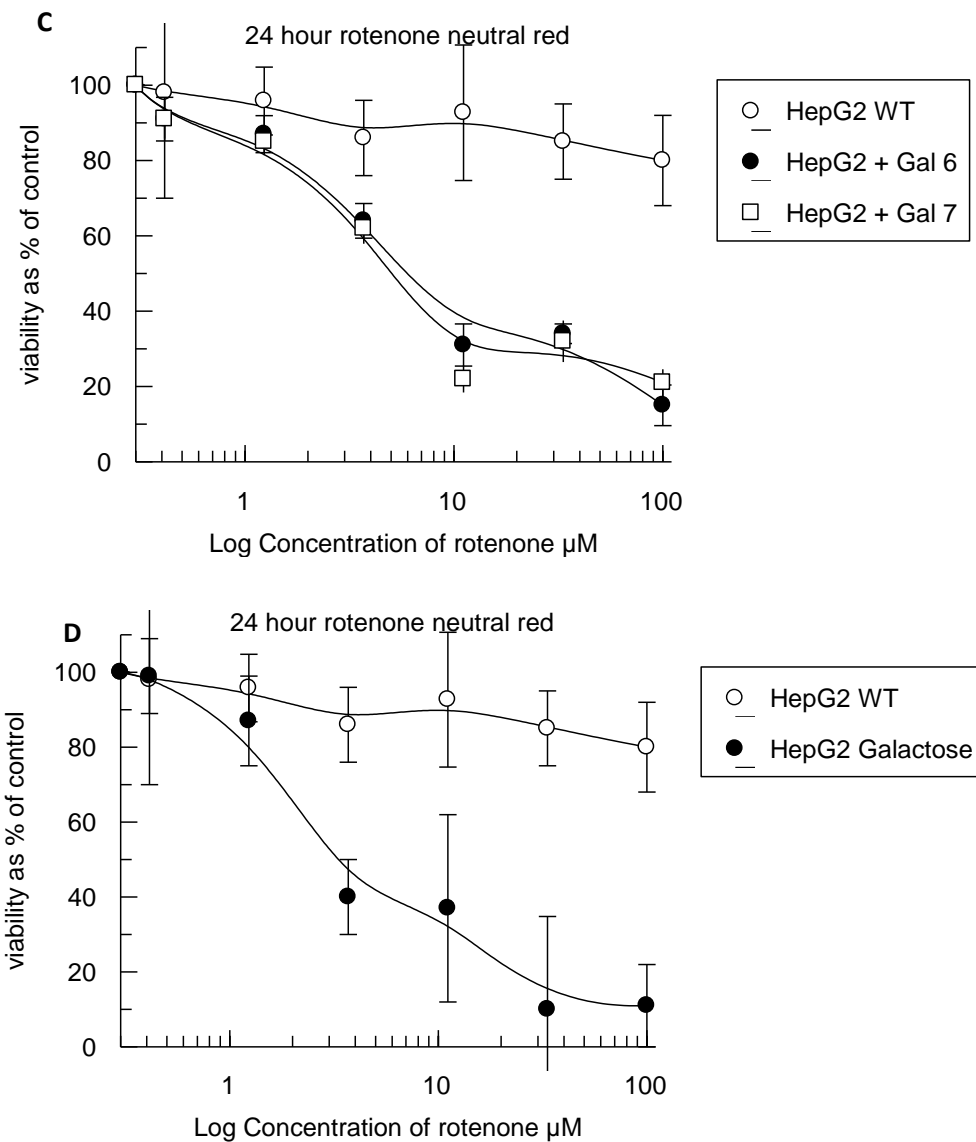 C
24 hour rotenone neutral red
100
80
60
40
20
0
viability as % of control
1
10
100
Log Concentration of rotenone µM
HepG2 WT
HepG2 + Gal 6
HepG2 + Gal 7
D
24 hour rotenone neutral red
100
80
60
40
20
0
viability as % of control
1
10
100
Log Concentration of rotenone µM
HepG2 WT
HepG2 Galactose